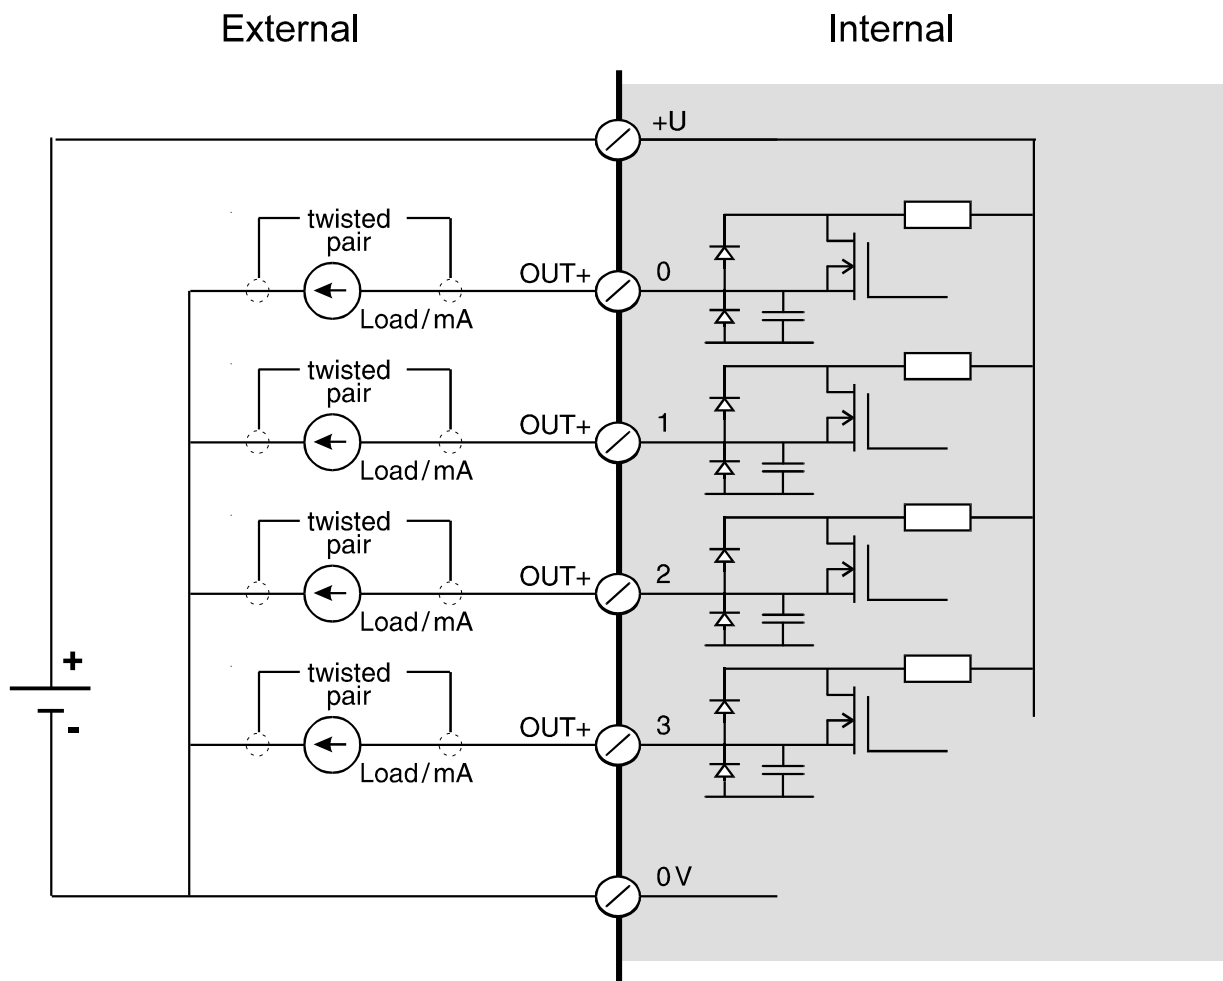 External
Internal
+U
twisted
pair
OUT+
0
Load/mA
twisted
pair
OUT+
1
Load/mA
twisted
pair
OUT+
2
Load/mA
+
-
twisted
pair
OUT+
3
Load/mA
0 V